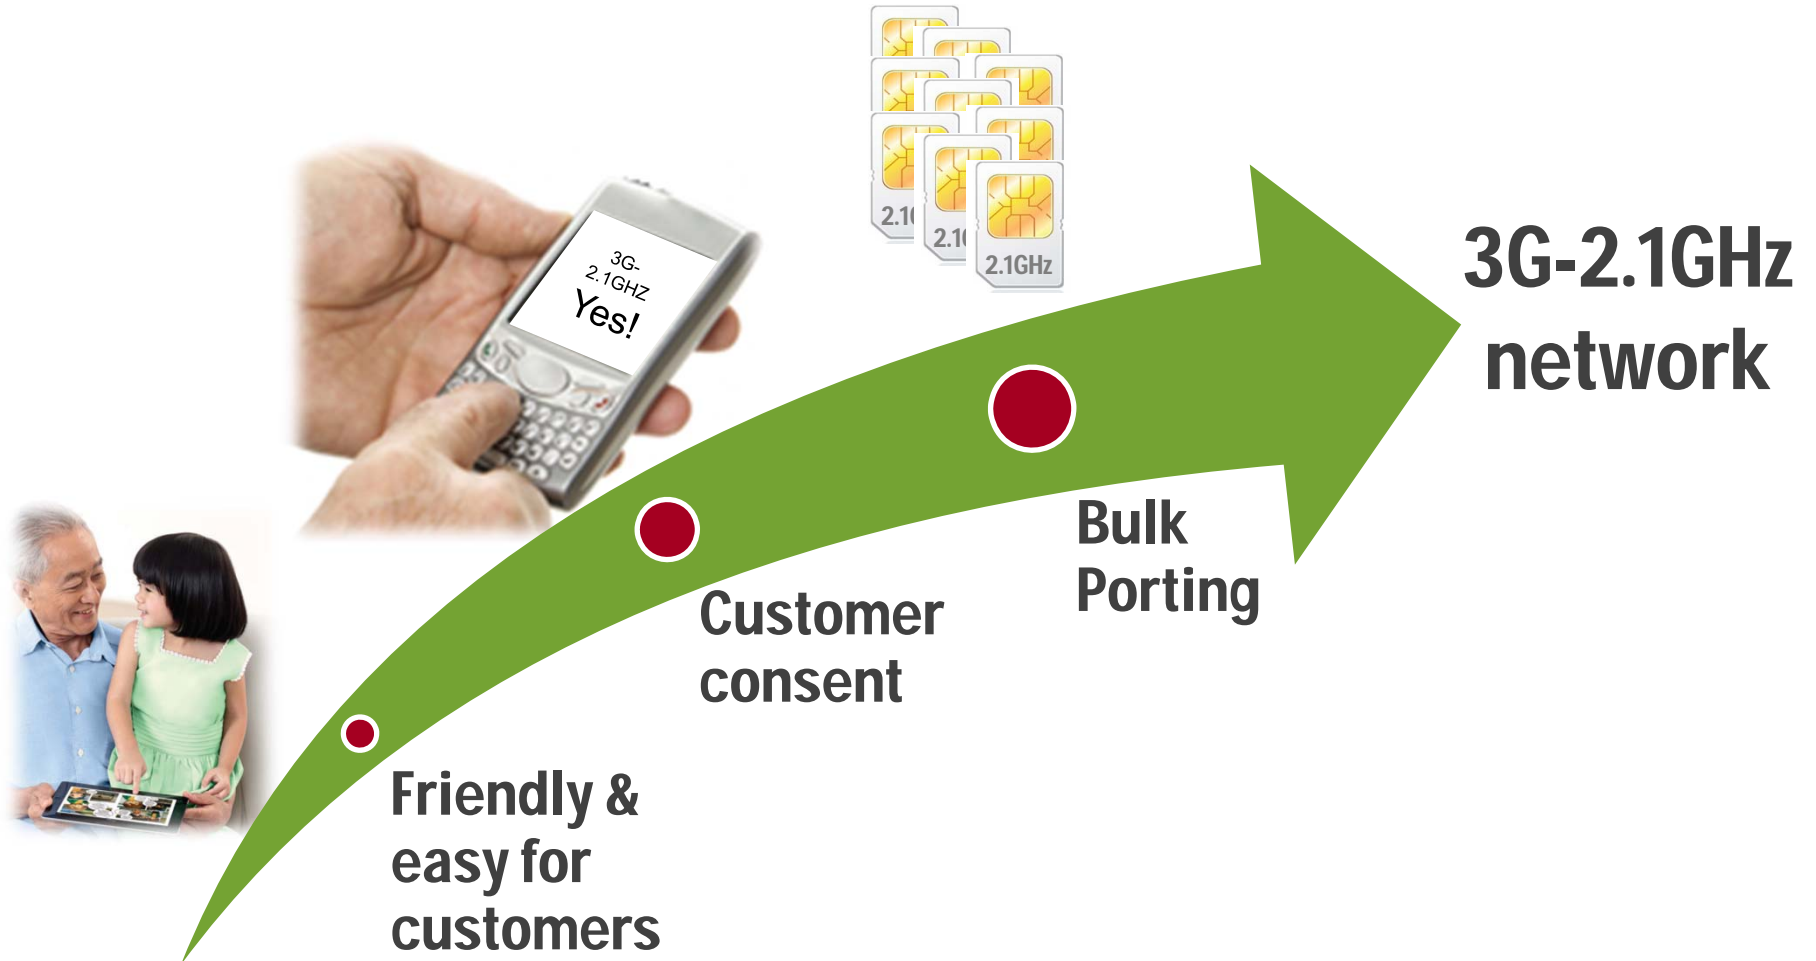 2.1GHz
3G-
2.1GHZ
Yes!
3G-2.1GHz
network
Bulk
Porting
Customer
consent
Friendly &
easy for
customers